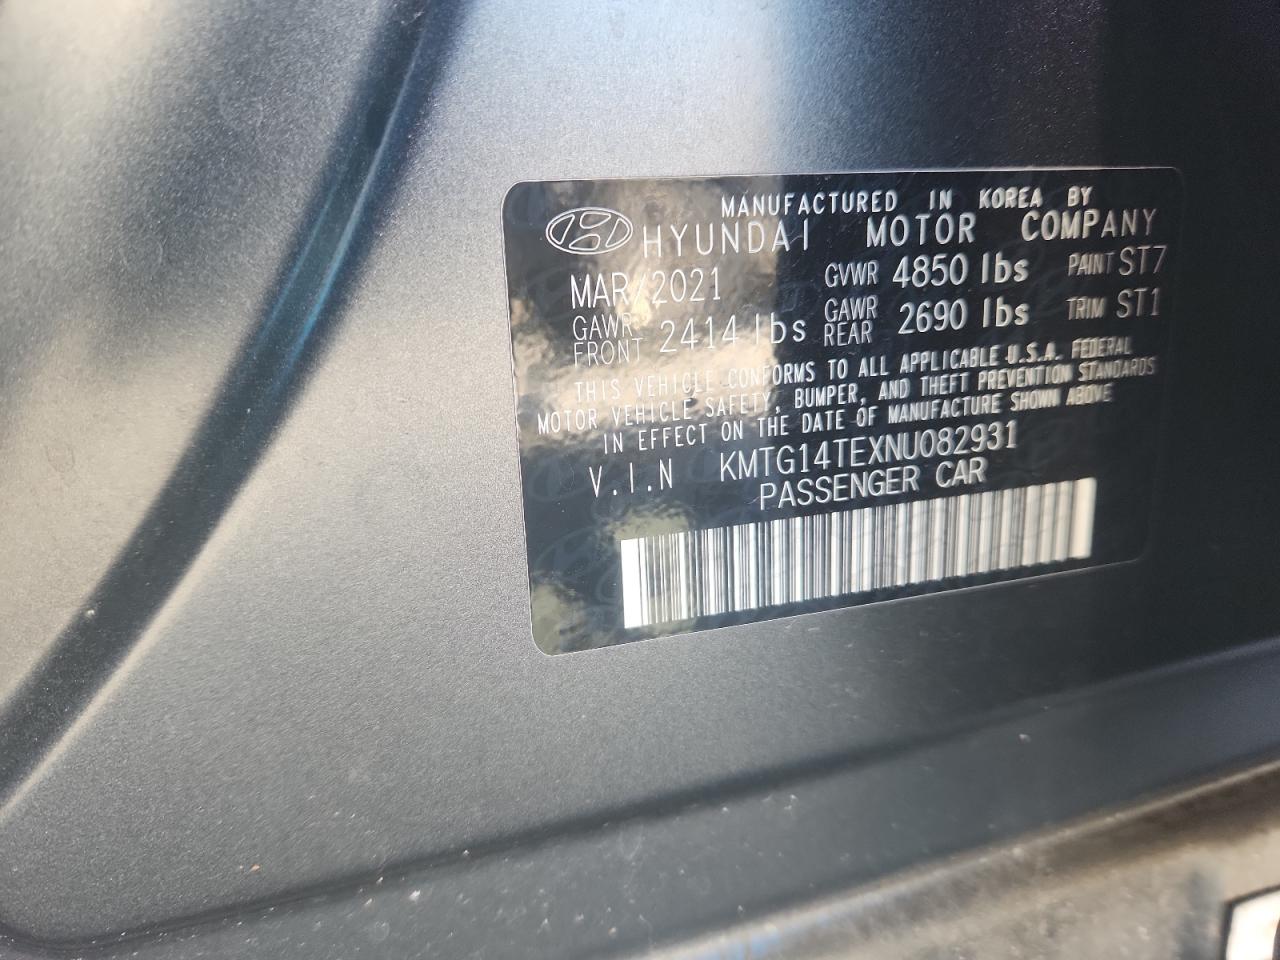 MANUFACTURED IN KOREA BY
HYUNDAI MOTOR COMPANY
MAR/2021 GVWR 4850 lbs PAINT ST7
GAWR FRONT 2414 lbs GAWR REAR 2690 lbs TRIM ST1
THIS VEHICLE CONFORMS TO ALL APPLICABLE U.S.A. FEDERAL
MOTOR VEHICLE SAFETY, BUMPER, AND THEFT PREVENTION STANDARDS
IN EFFECT ON THE DATE OF MANUFACTURE SHOWN ABOVE
V.I.N KMTG14TEXNU082931
PASSENGER CAR